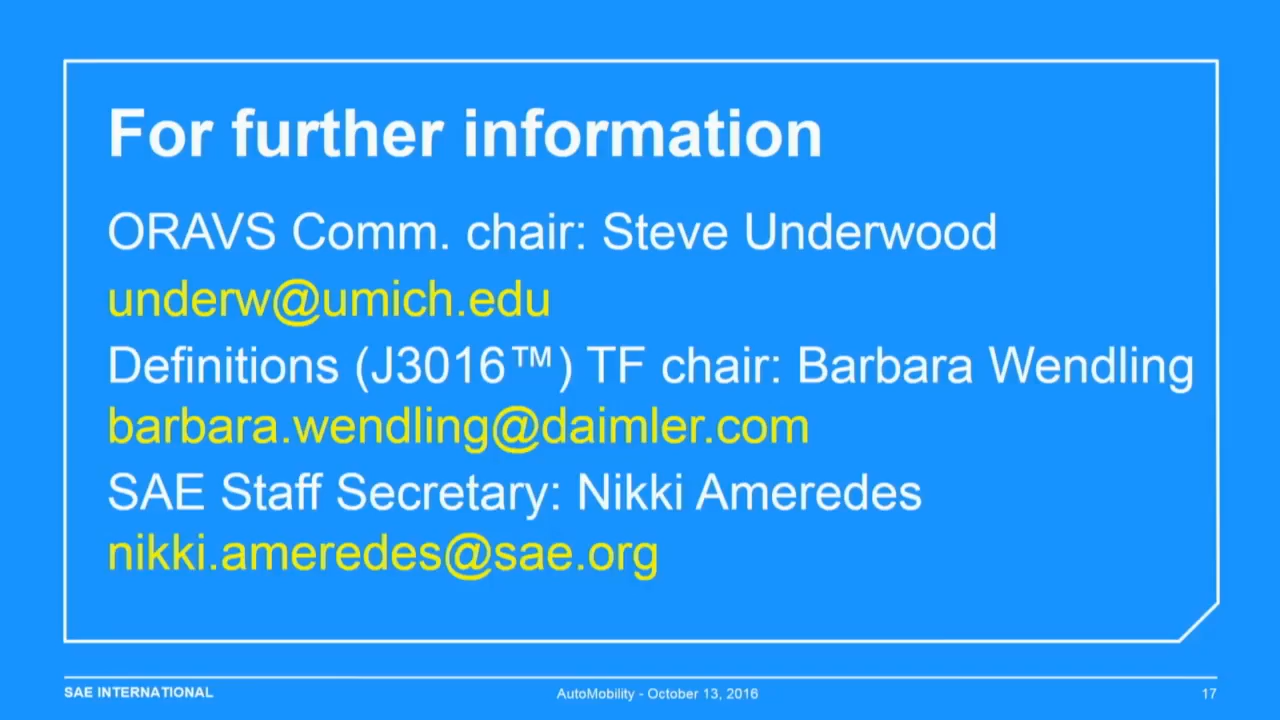 For further information
ORAVS Comm. chair: Steve Underwood
underw@umich.edu
Definitions (J3016™) TF chair: Barbara Wendling
barbara.wendling@daimler.com
SAE Staff Secretary: Nikki Ameredes
nikki.ameredes@sae.org
SAE INTERNATIONAL
AutoMobility - October 13, 2016
17